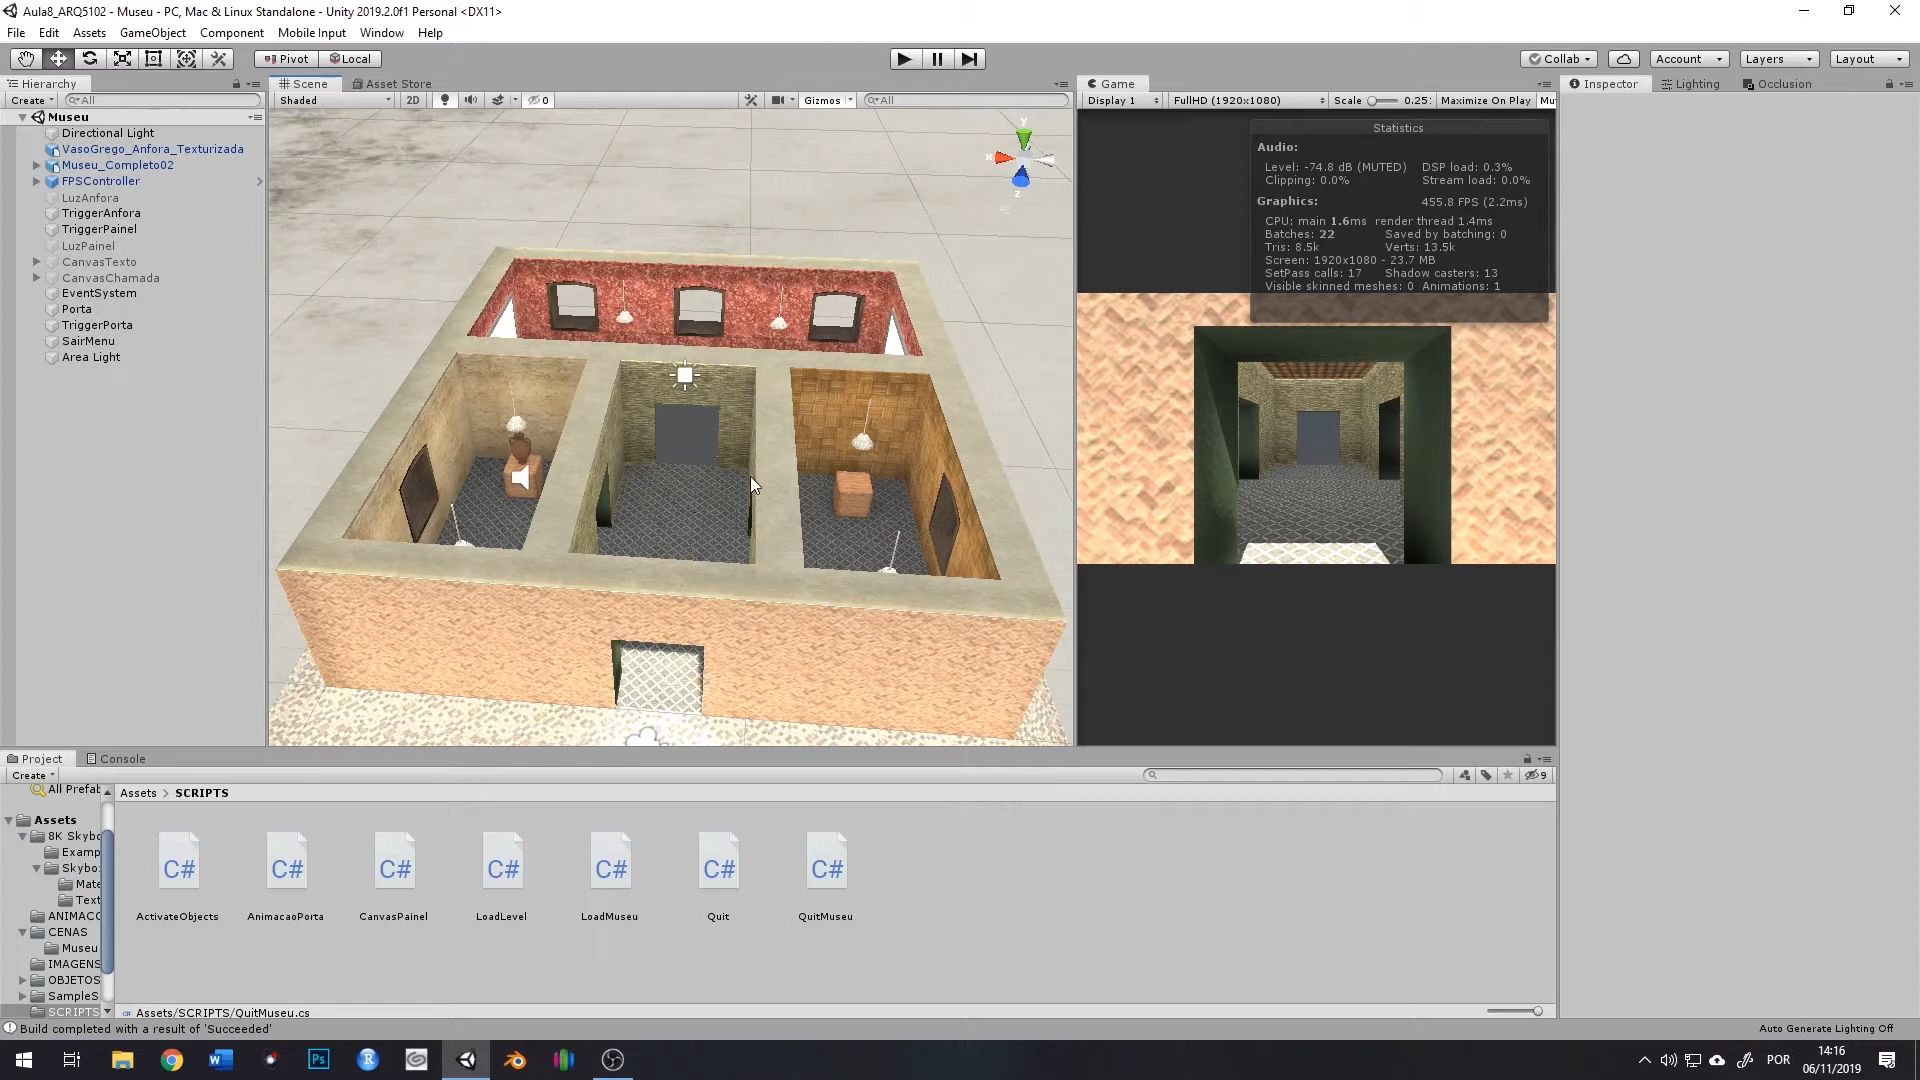 Aula8_ARQ5102 - Museu - PC, Mac & Linux Standalone - Unity 2019.2.0f1 Personal <DX11>
File Edit Assets GameObject Component Mobile Input Window Help
Pivot Local Collab Account Layers Layout
Hierarchy
Create All
Museu
Directional Light
VasoGrego_Anfora_Texturizada
Museu_Completo02
FPSController
LuzAnfora
TriggerAnfora
TriggerPainel
LuzPainel
CanvasTexto
CanvasChamada
EventSystem
Porta
TriggerPorta
SairMenu
Area Light
Scene Asset Store
Shaded 2D 0 Gizmos All
y
x
z
Game
Display 1 FullHD (1920x1080) Scale 0.25 Maximize On Play Mu
Statistics
Audio:
Level: -74.8 dB (MUTED) DSP load: 0.3%
Clipping: 0.0% Stream load: 0.0%
Graphics: 455.8 FPS (2.2ms)
CPU: main 1.6ms render thread 1.4ms
Batches: 22 Saved by batching: 0
Tris: 8.5k Verts: 13.5k
Screen: 1920x1080 - 23.7 MB
SetPass calls: 17 Shadow casters: 13
Visible skinned meshes: 0 Animations: 1
Inspector Lighting Occlusion
Project Console
Create 9
All Prefab
Assets
8K Skybo
Examp
Skybo
Mate
Text
ANIMAC
CENAS
Museu
IMAGENS
OBJETOS
SampleS
SCRIPTS
Assets > SCRIPTS
C# C# C# C# C# C# C#
ActivateObjects AnimacaoPorta CanvasPainel LoadLevel LoadMuseu Quit QuitMuseu
Assets/SCRIPTS/QuitMuseu.cs
Build completed with a result of 'Succeeded' Auto Generate Lighting Off
Ps R POR
14:16
06/11/2019